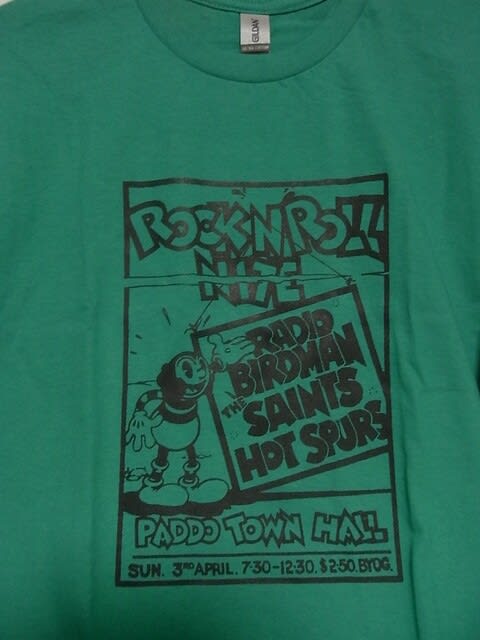 GILDAN
ROCK N ROLL
NITE
RADIO
BIRDMAN
THE SAINTS
HOT SPURS
PADDO TOWN HALL
SUN. 3RD APRIL. 7·30-12·30. $2·50. BYOG.